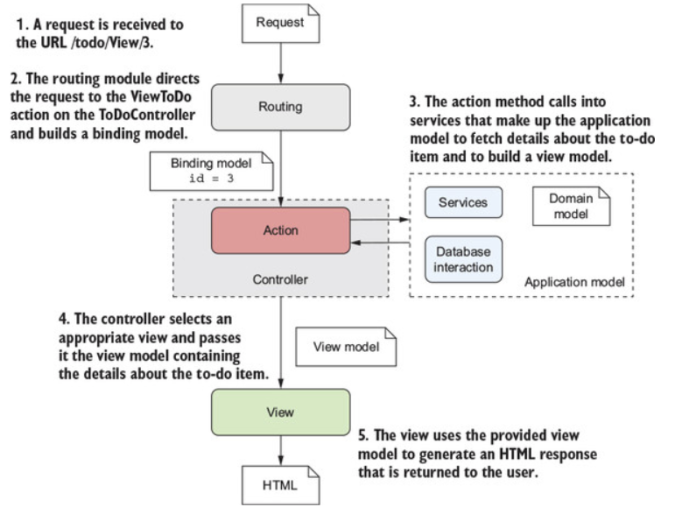 1. A request is received to
the URL /todo/View/3.
Request
2. The routing module directs
the request to the ViewToDo
action on the ToDoController
and builds a binding model.
Routing
3. The action method calls into
services that make up the application
model to fetch details about the to-do
item and to build a view model.
Binding model
id = 3
Action
Controller
Services
Domain
model
Database
interaction
Application model
4. The controller selects an
appropriate view and passes
it the view model containing
the details about the to-do item.
View model
View
5. The view uses the provided view
model to generate an HTML response
that is returned to the user.
HTML